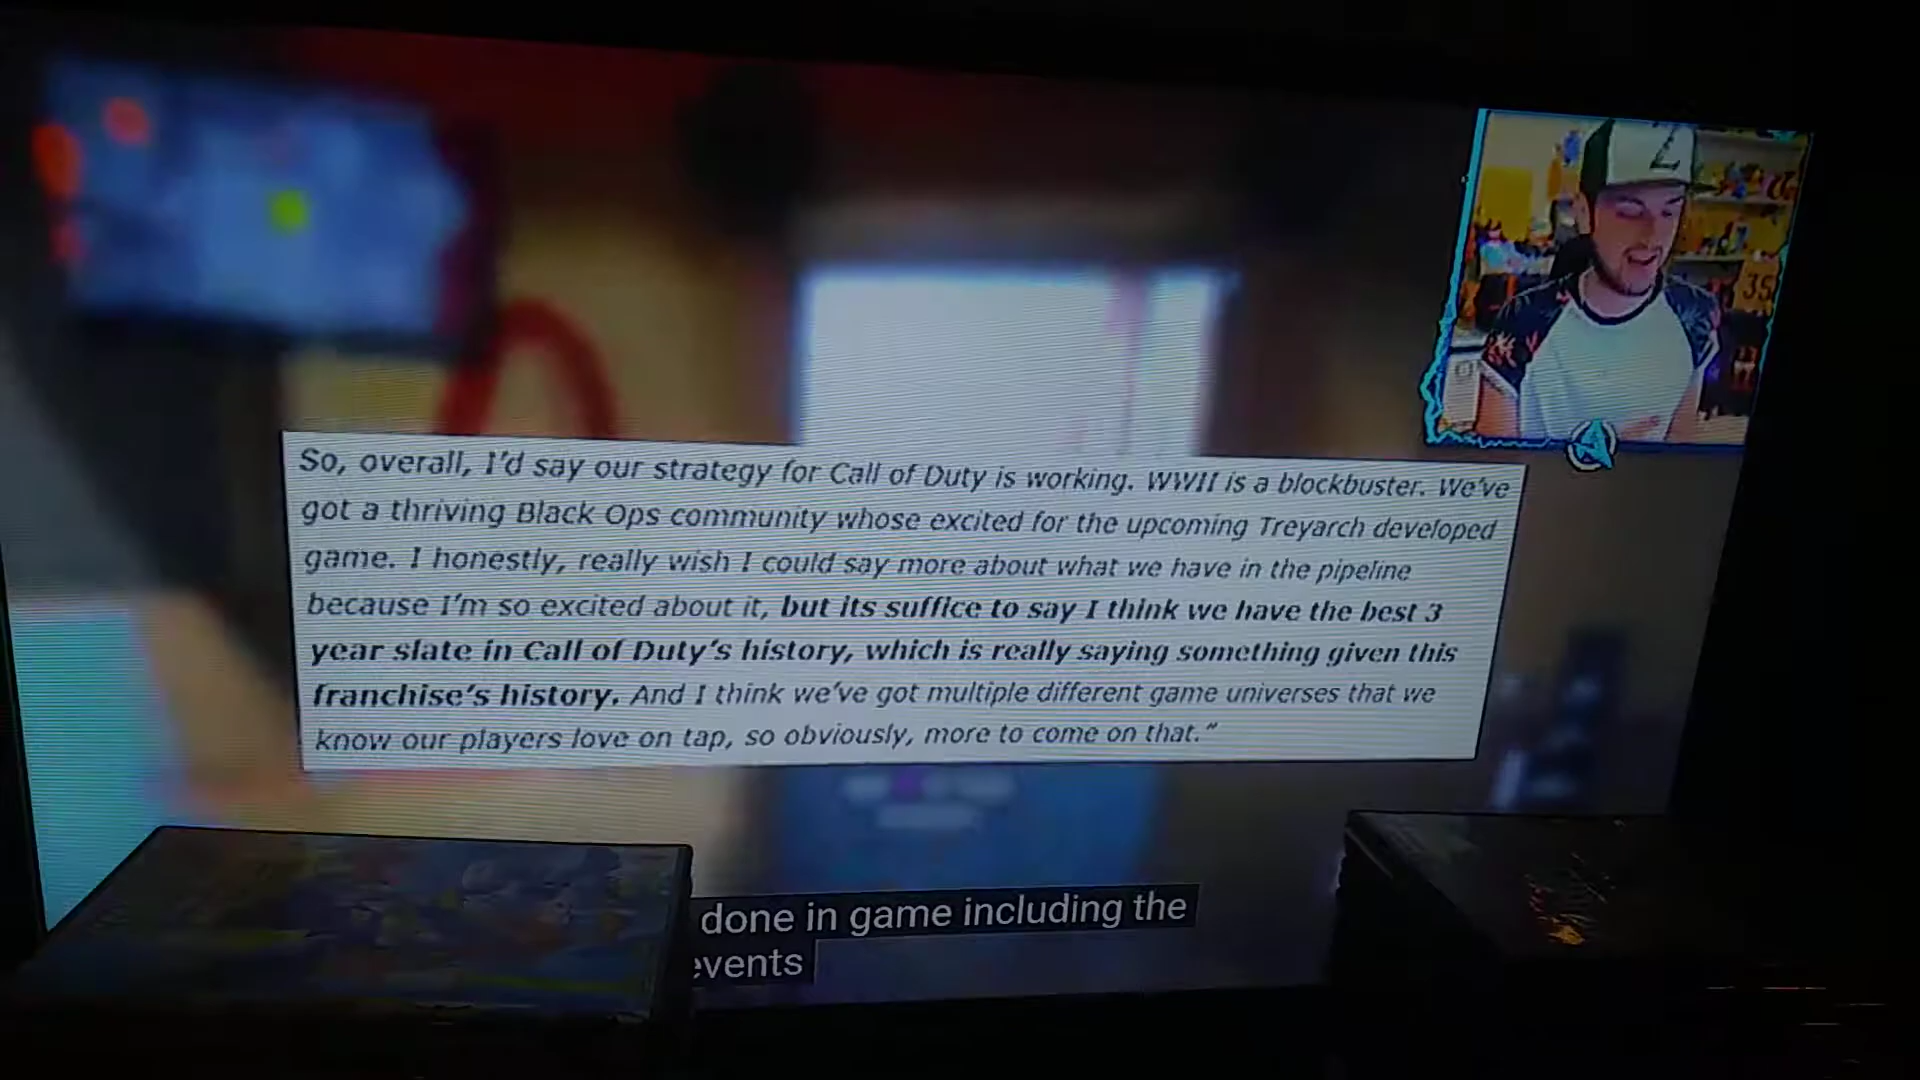 So, overall, I'd say our strategy for Call of Duty is working. WWII is a blockbuster. We've
got a thriving Black Ops community whose excited for the upcoming Treyarch developed
game. I honestly, really wish I could say more about what we have in the pipeline
because I'm so excited about it, but its suffice to say I think we have the best 3
year slate in Call of Duty's history, which is really saying something given this
franchise's history. And I think we've got multiple different game universes that we
know our players love on tap, so obviously, more to come on that.”
35
done in game including the
events